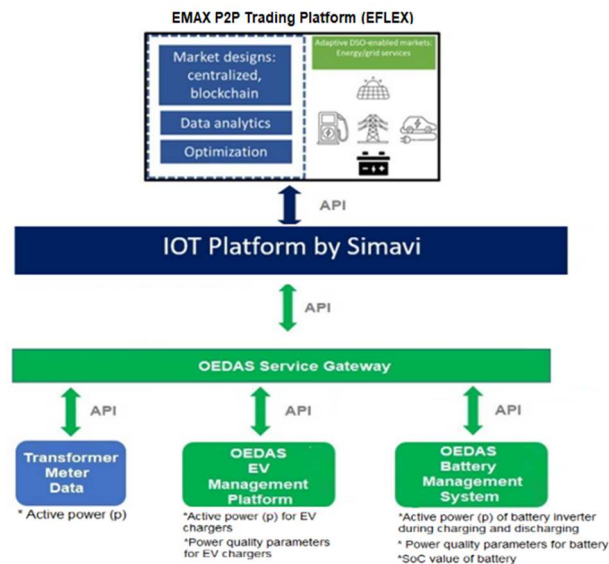 EMAX P2P Trading Platform (EFLEX)
Market designs:
centralized,
blockchain
Data analytics
Optimization
Adaptive DSO-enabled markets:
Energy/grid services
API
IOT Platform by Simavi
API
OEDAS Service Gateway
API
API
API
Transformer
Meter
Data
* Active power (p)
OEDAS
EV
Management
Platform
*Active power (p) for EV
chargers
*Power quality parameters
for EV chargers
OEDAS
Battery
Management
System
*Active power (p) of battery inverter
during charging and discharging
* Power quality parameters for battery
*SoC value of battery